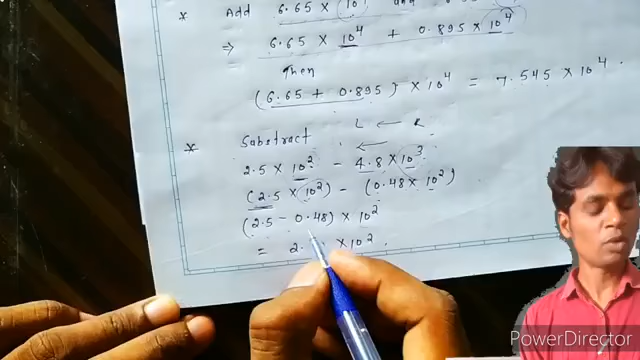 * Add 6.65 × 10 and
⇒ 6.65 × 10⁴ + 0.895 × 10⁴
Then
(6.65 + 0.895) × 10⁴ = 7.545 × 10⁴.
* Substract L ← R
2.5 × 10² - 4.8 × 10³
(2.5 × 10²) - (0.48 × 10²)
(2.5 - 0.48) × 10²
= 2. × 10².
PowerDirector